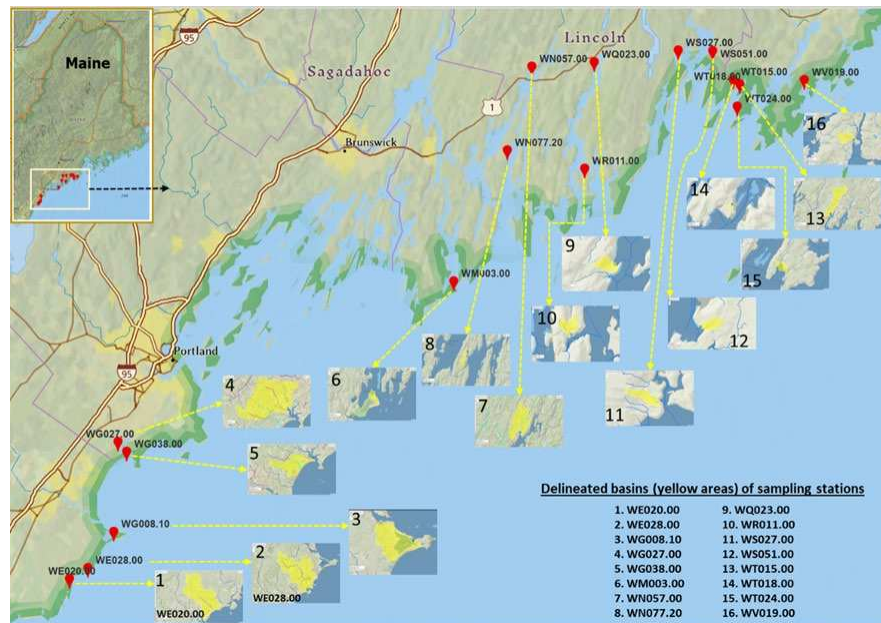 Maine
95
Sagadahoc
Lincoln
1
Brunswick
Portland
95
WN057.00
WQ023.00
WS027.00
WS051.00
WT018.00
WT015.00
WV019.00
WT024.00
WN077.20
WR011.00
WM003.00
WG027.00
WG038.00
WG008.10
WE028.00
WE020.00
16
14
13
15
9
10
12
8
6
11
7
4
5
3
2
WE028.00
1
WE020.00
Delineated basins (yellow areas) of sampling stations
1. WE020.00
2. WE028.00
3. WG008.10
4. WG027.00
5. WG038.00
6. WM003.00
7. WN057.00
8. WN077.20
9. WQ023.00
10. WR011.00
11. WS027.00
12. WS051.00
13. WT015.00
14. WT018.00
15. WT024.00
16. WV019.00